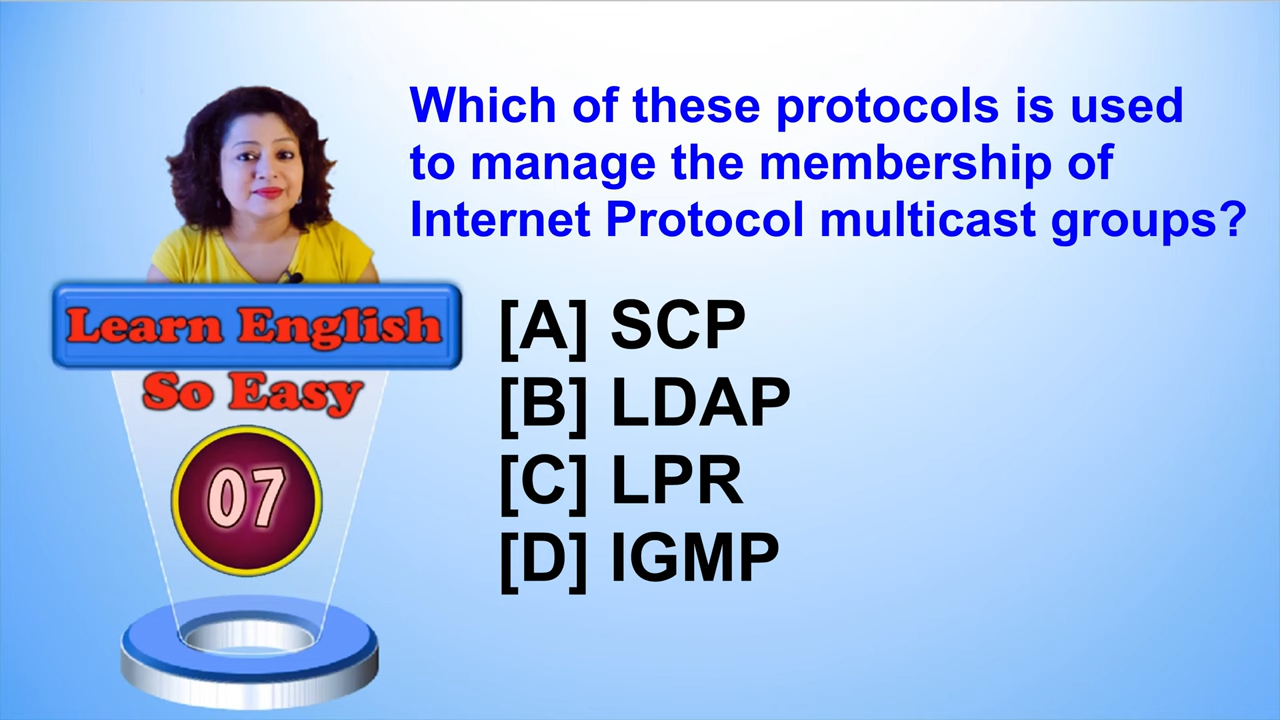 Which of these protocols is used
to manage the membership of
Internet Protocol multicast groups?
Learn English
So Easy
07
[A] SCP
[B] LDAP
[C] LPR
[D] IGMP